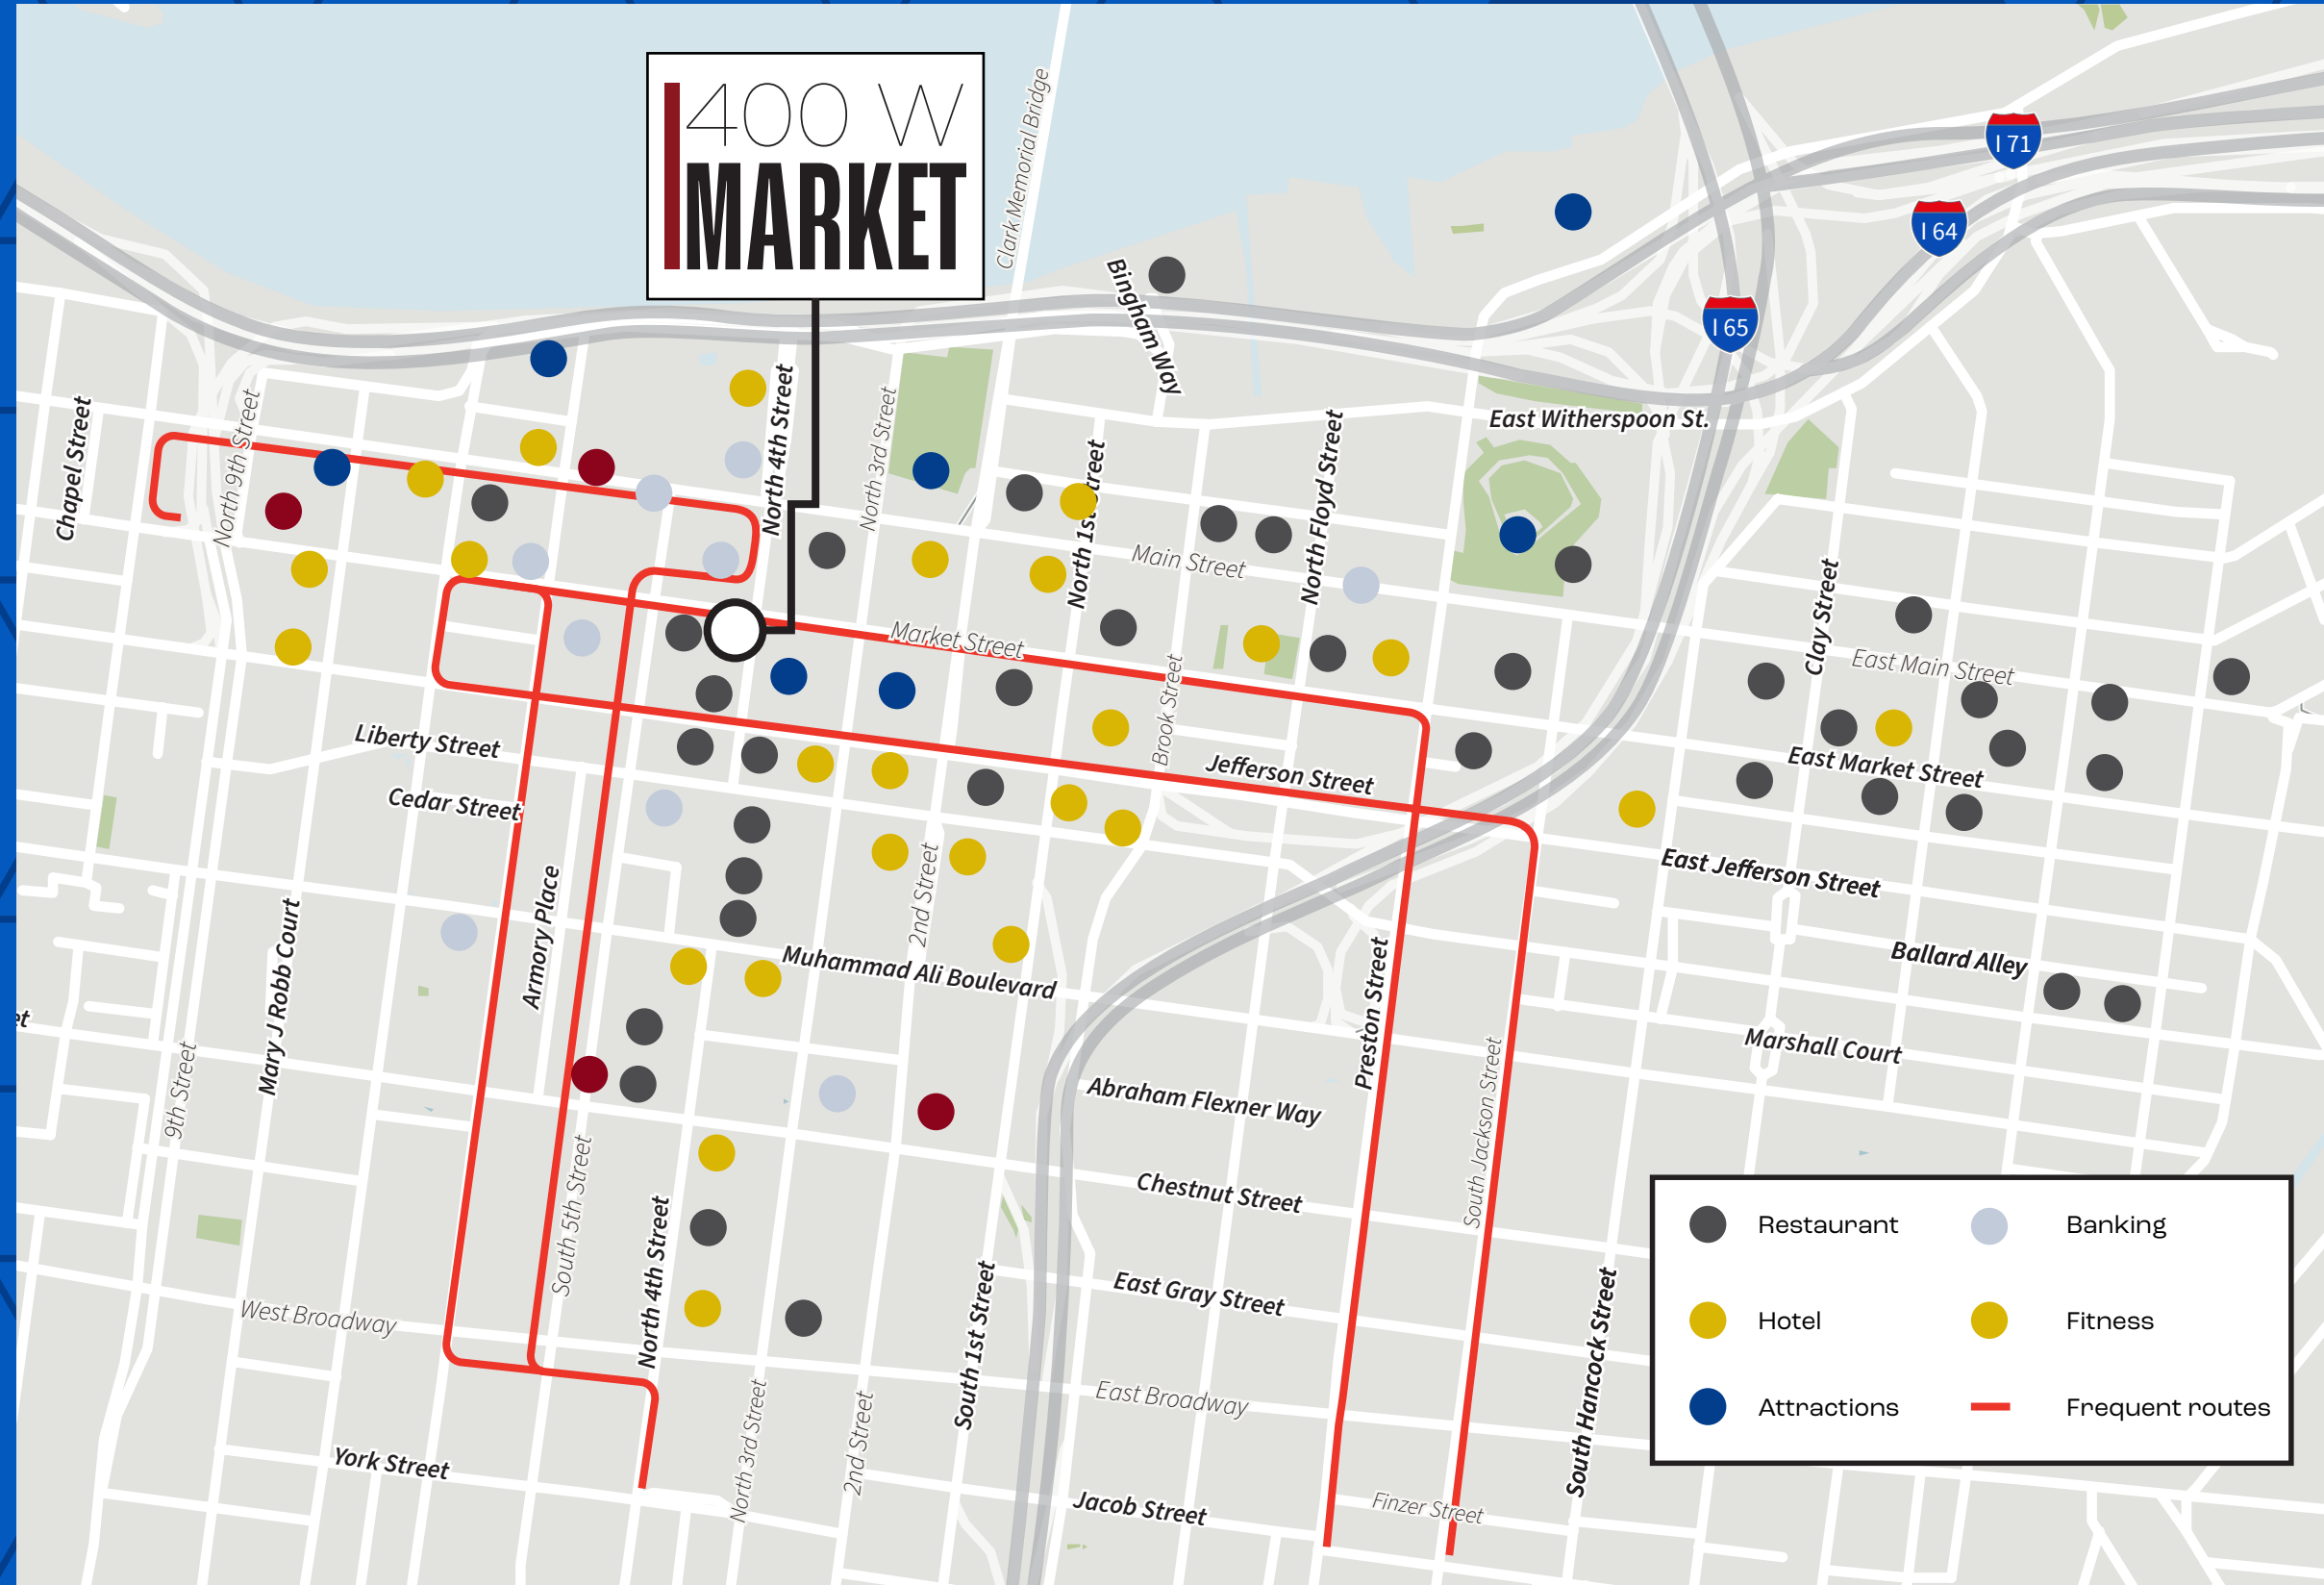 400 W
MARKET
Clark Memorial Bridge
I 71
I 64
I 65
Bingham Way
East Witherspoon St.
Chapel Street
North 9th Street
North 4th Street
North 3rd Street
North 1st Street
North Floyd Street
Main Street
Market Street
Clay Street
East Main Street
Brook Street
Liberty Street
Jefferson Street
East Market Street
Cedar Street
East Jefferson Street
2nd Street
Armory Place
Mary J Robb Court
Muhammad Ali Boulevard
Preston Street
Ballard Alley
et
9th Street
Marshall Court
South Jackson Street
Abraham Flexner Way
South 5th Street
Chestnut Street
North 4th Street
East Gray Street
South 1st Street
South Hancock Street
West Broadway
East Broadway
North 3rd Street
2nd Street
York Street
Jacob Street
Finzer Street
Restaurant
Banking
Hotel
Fitness
Attractions
Frequent routes